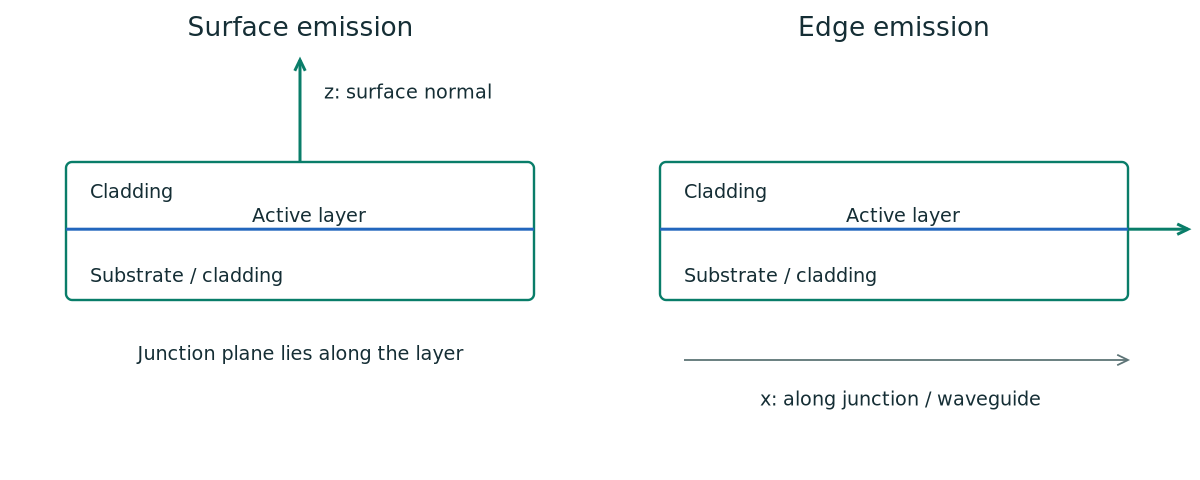 Surface emission
z: surface normal
Cladding
Active layer
Substrate / cladding
Junction plane lies along the layer
Edge emission
Cladding
Active layer
Substrate / cladding
x: along junction / waveguide